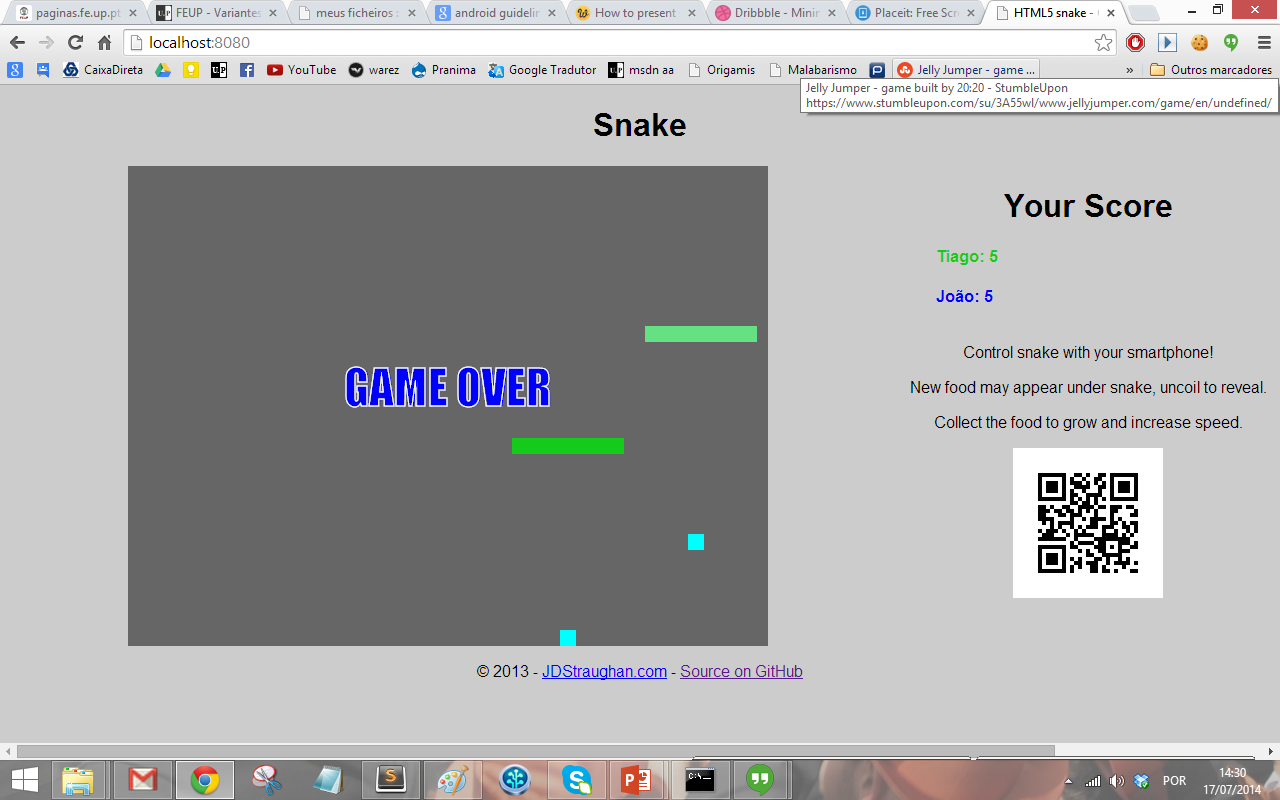 paginas.fe.up.pt
FEUP - Variantes
meus ficheiros
android guidelin
How to present
Dribbble - Minir
Placeit: Free Scr
HTML5 snake -
localhost:8080
CaixaDireta
YouTube
warez
Pranima
Google Tradutor
msdn aa
Origamis
Malabarismo
Jelly Jumper - game ...
»
Outros marcadores
Jelly Jumper - game built by 20:20 - StumbleUpon
https://www.stumbleupon.com/su/3A55wl/www.jellyjumper.com/game/en/undefined/
Snake
Your Score
Tiago: 5
João: 5
GAME OVER
Control snake with your smartphone!
New food may appear under snake, uncoil to reveal.
Collect the food to grow and increase speed.
© 2013 - JDStraughan.com - Source on GitHub
POR
14:30
17/07/2014